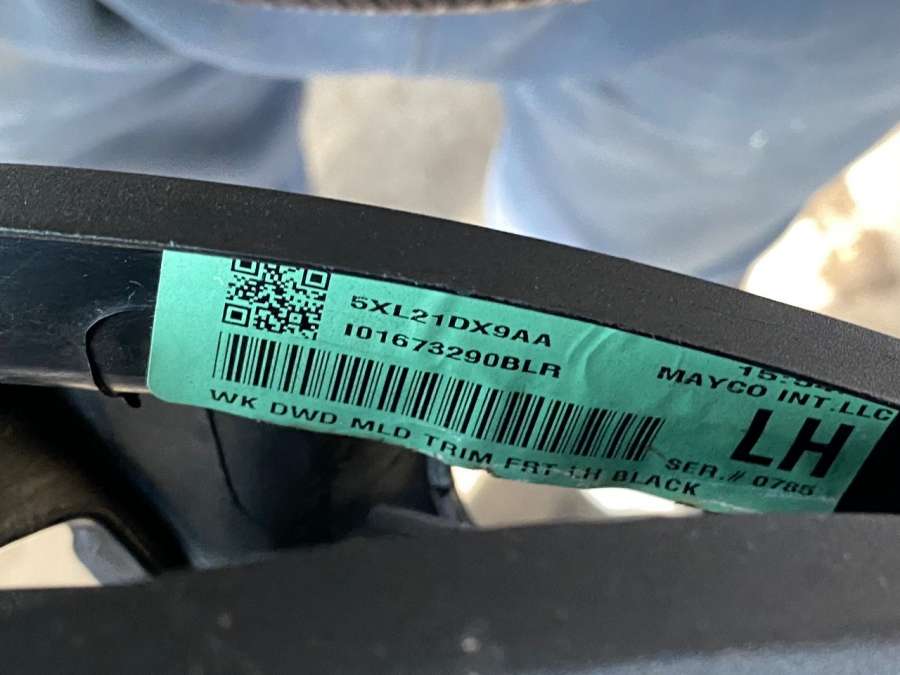 5XL21DX9AA
I01673290BLR
MAYCO INT.LLC
LH
WK DWD MLD TRIM FRT LH BLACK
SER.# 0785